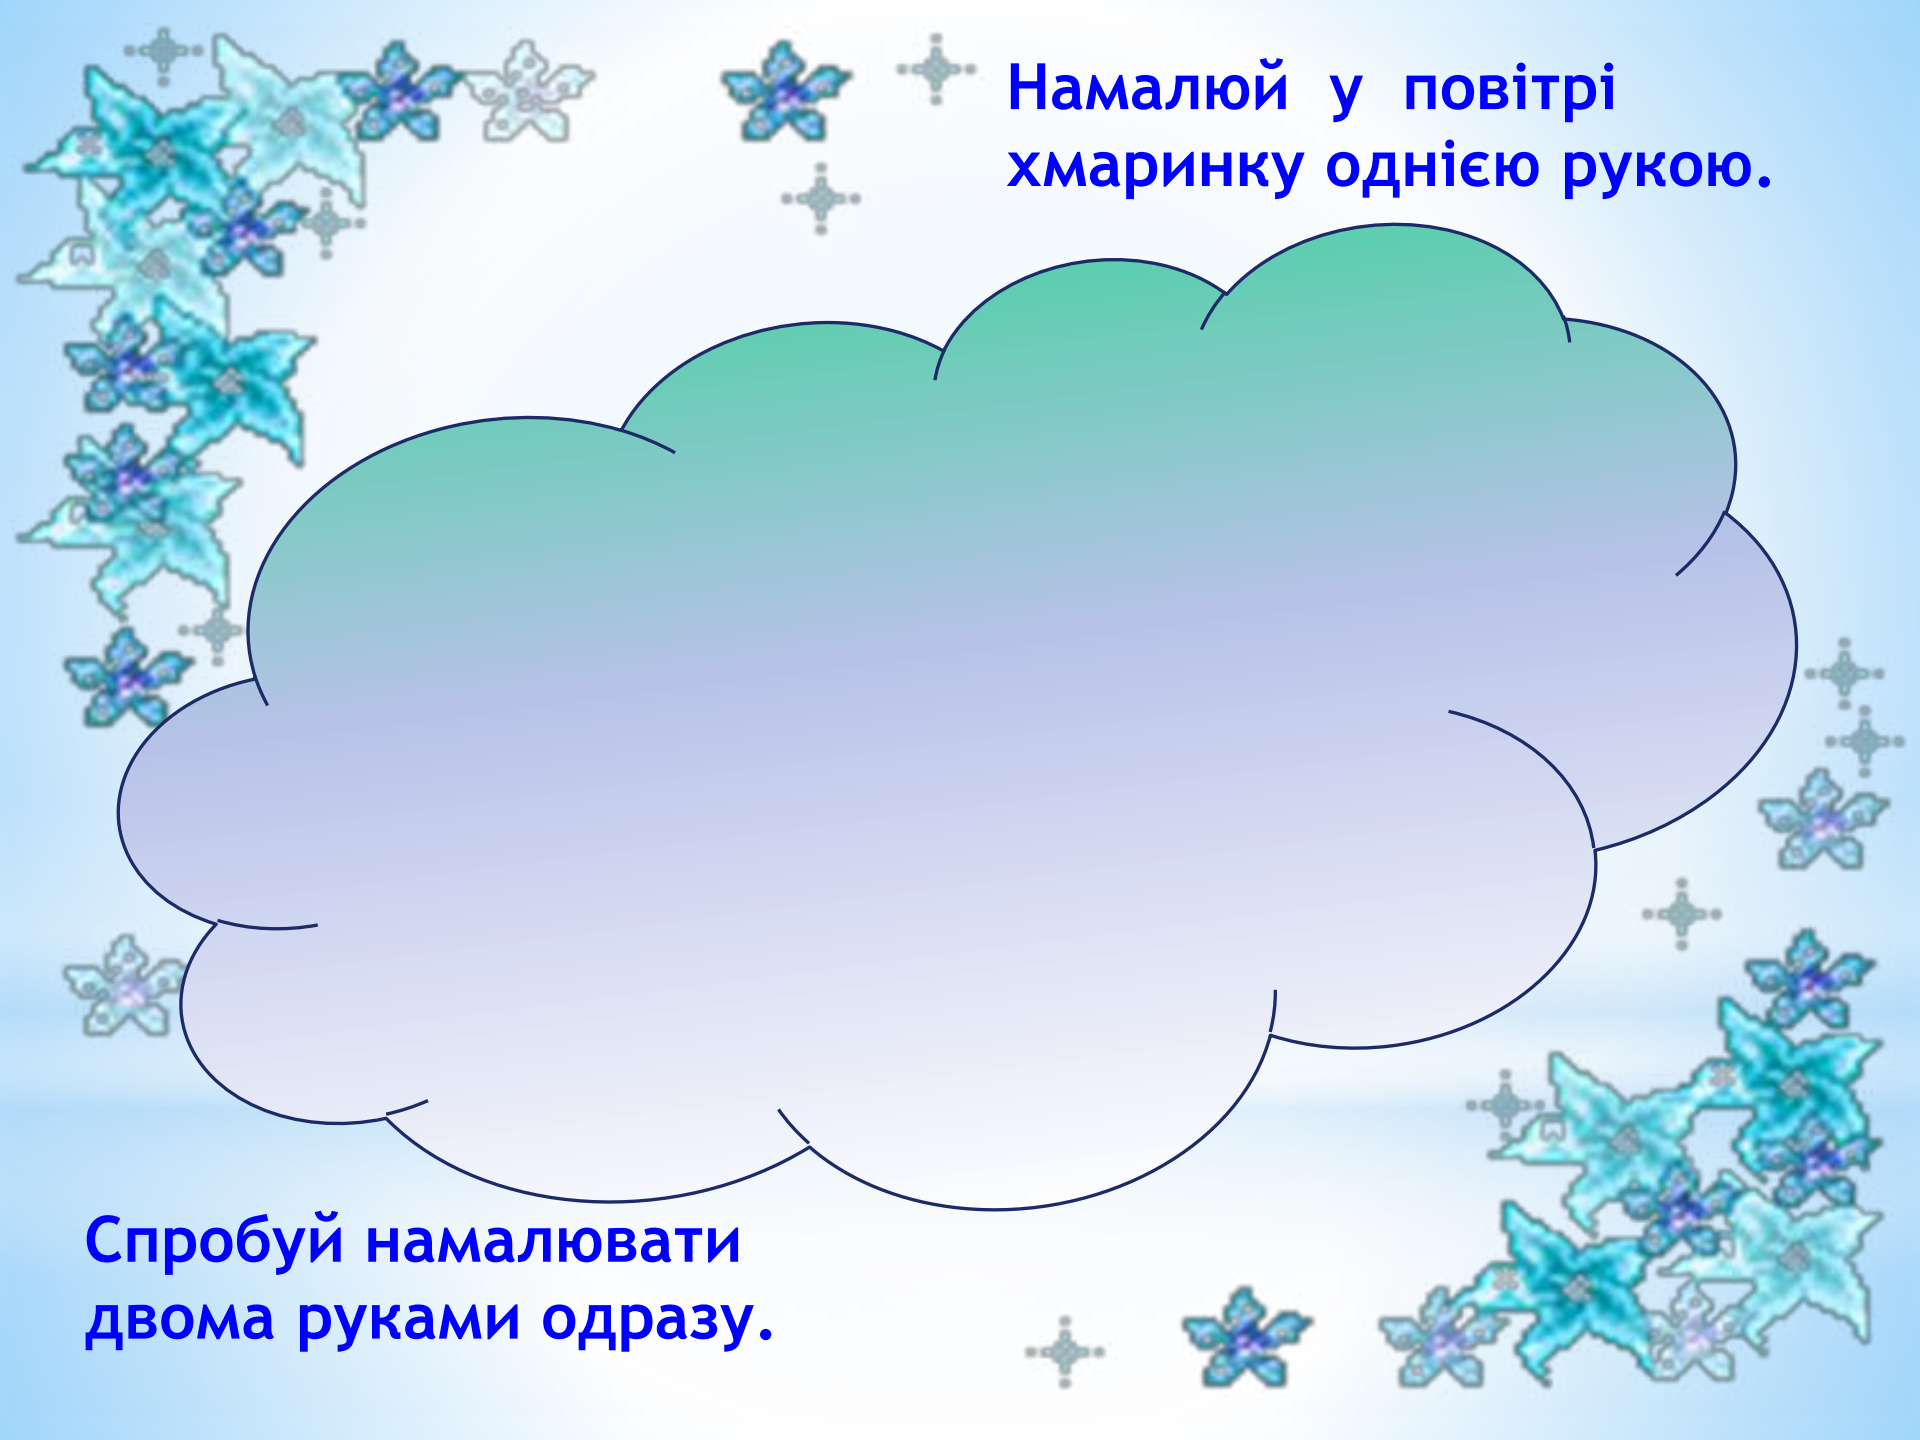 Намалюй у повітрі
хмаринку однією рукою.
Спробуй намалювати
двома руками одразу.